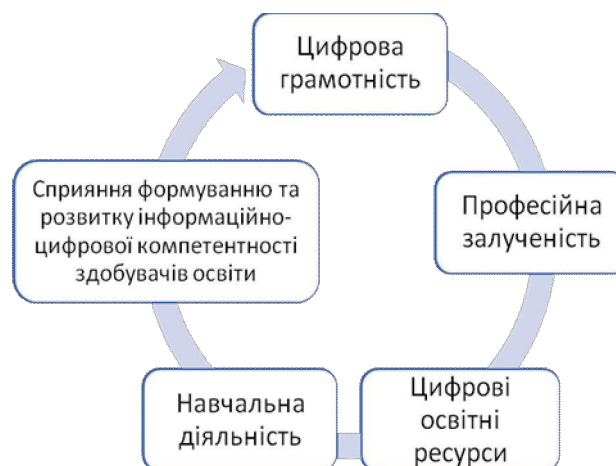 Цифрова
грамотність
Професійна
залученість
Цифрові
освітні
ресурси
Навчальна
діяльність
Сприяння формуванню та
розвитку інформаційно-
цифрової компетентності
здобувачів освіти